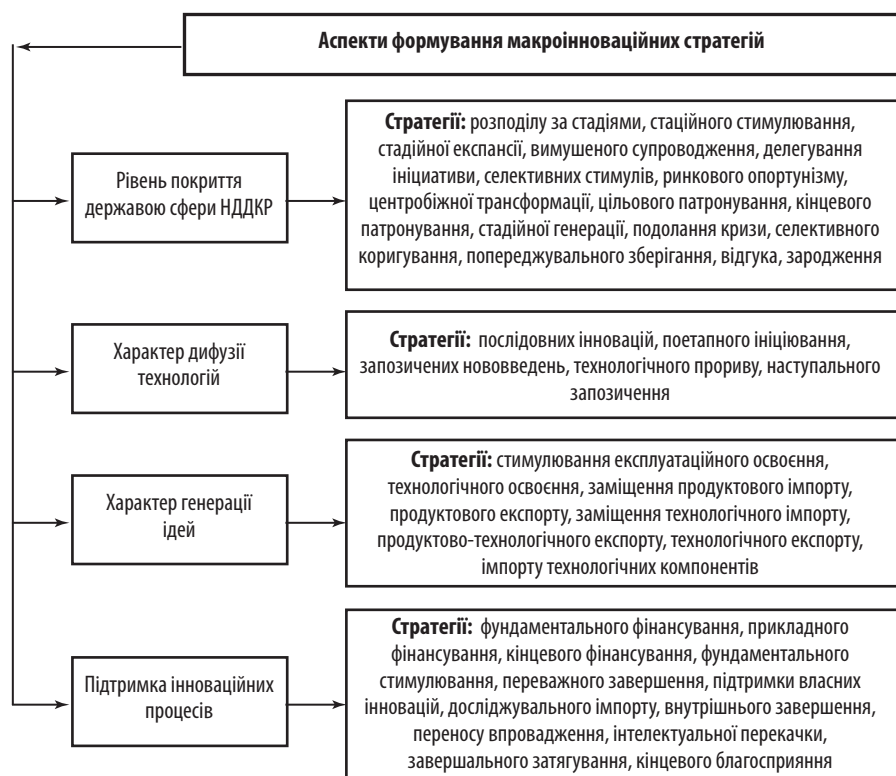 Аспекти формування макроінноваційних стратегій
Рівень покриття
державою сфери НДДКР
Стратегії: розподілу за стадіями, стаційного стимулювання,
стадійної експансії, вимушеного супроводження, делегування
ініціативи, селективних стимулів, ринкового опортунізму,
центробіжної трансформації, цільового патронування, кінцевого
патронування, стадійної генерації, подолання кризи, селективного
коригування, попереджувального зберігання, відгука, зародження
Характер дифузії
технологій
Стратегії: послідовних інновацій, поетапного ініціювання,
запозичених нововведень, технологічного прориву, наступального
запозичення
Характер генерації
ідей
Стратегії: стимулювання експлуатаційного освоєння,
технологічного освоєння, заміщення продуктового імпорту,
продуктового експорту, заміщення технологічного імпорту,
продуктово-технологічного експорту, технологічного експорту,
імпорту технологічних компонентів
Підтримка інноваційних
процесів
Стратегії: фундаментального фінансування, прикладного
фінансування, кінцевого фінансування, фундаментального
стимулювання, переважного завершення, підтримки власних
інновацій, досліджувального імпорту, внутрішнього завершення,
переносу впровадження, інтелектуальної перекачки,
завершального затягування, кінцевого благосприяння